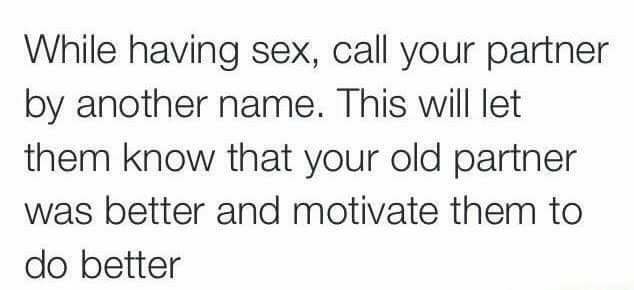 While having sex, call your partner
by another name. This will let
them know that your old partner
was better and motivate them to
do better